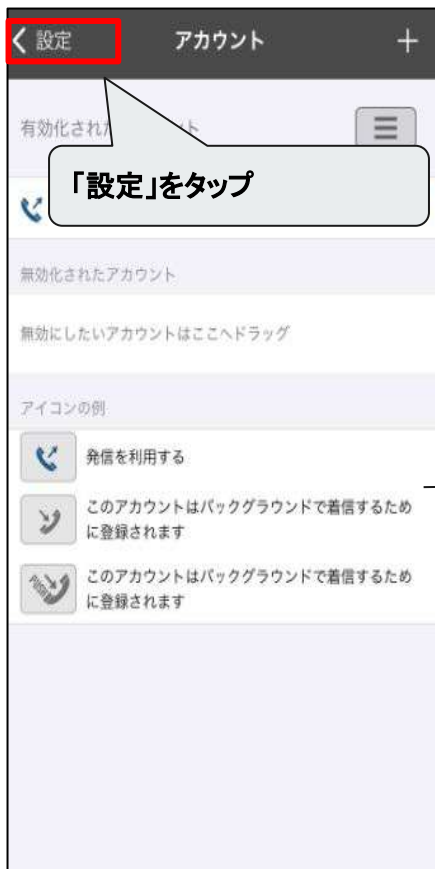 設定
アカウント
+
有効化され
ト
「設定」をタップ
無効化されたアカウント
無効にしたいアカウントはここへドラッグ
アイコンの例
発信を利用する
このアカウントはバックグラウンドで着信するため
に登録されます
このアカウントはバックグラウンドで着信するため
に登録されます